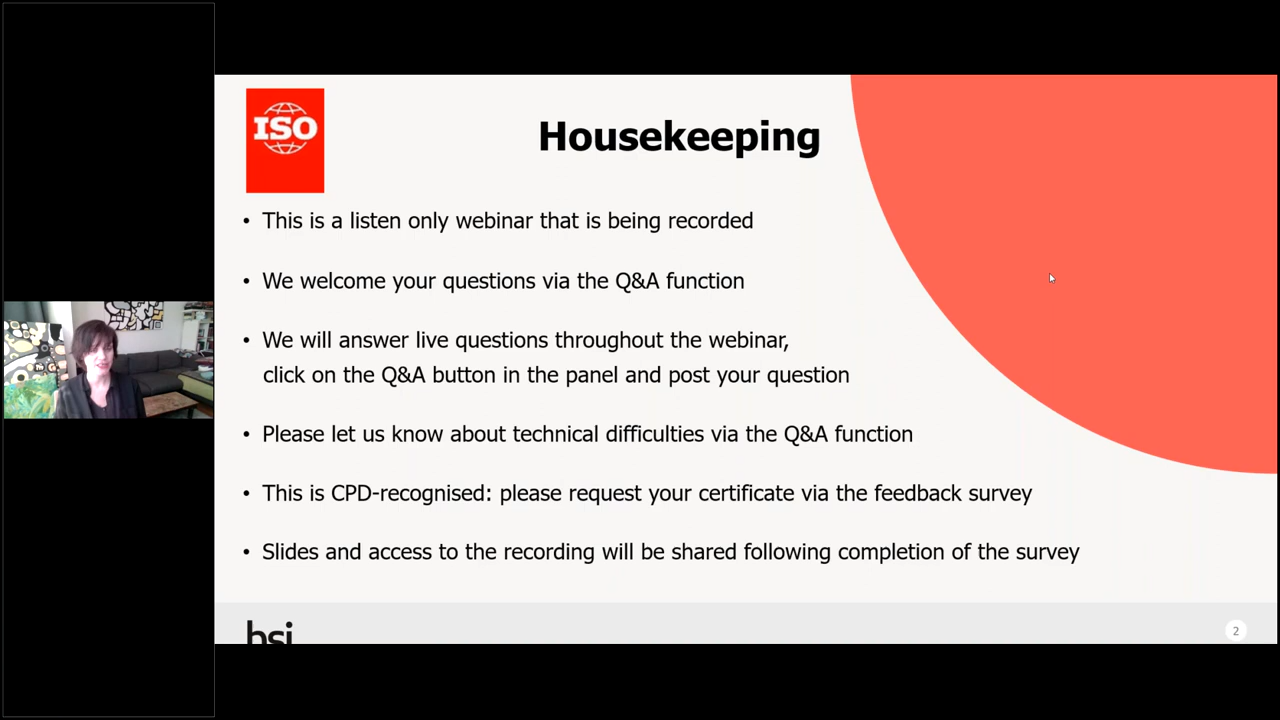 ISO
Housekeeping
• This is a listen only webinar that is being recorded
• We welcome your questions via the Q&A function
• We will answer live questions throughout the webinar,
click on the Q&A button in the panel and post your question
• Please let us know about technical difficulties via the Q&A function
• This is CPD-recognised: please request your certificate via the feedback survey
• Slides and access to the recording will be shared following completion of the survey
bsi
2